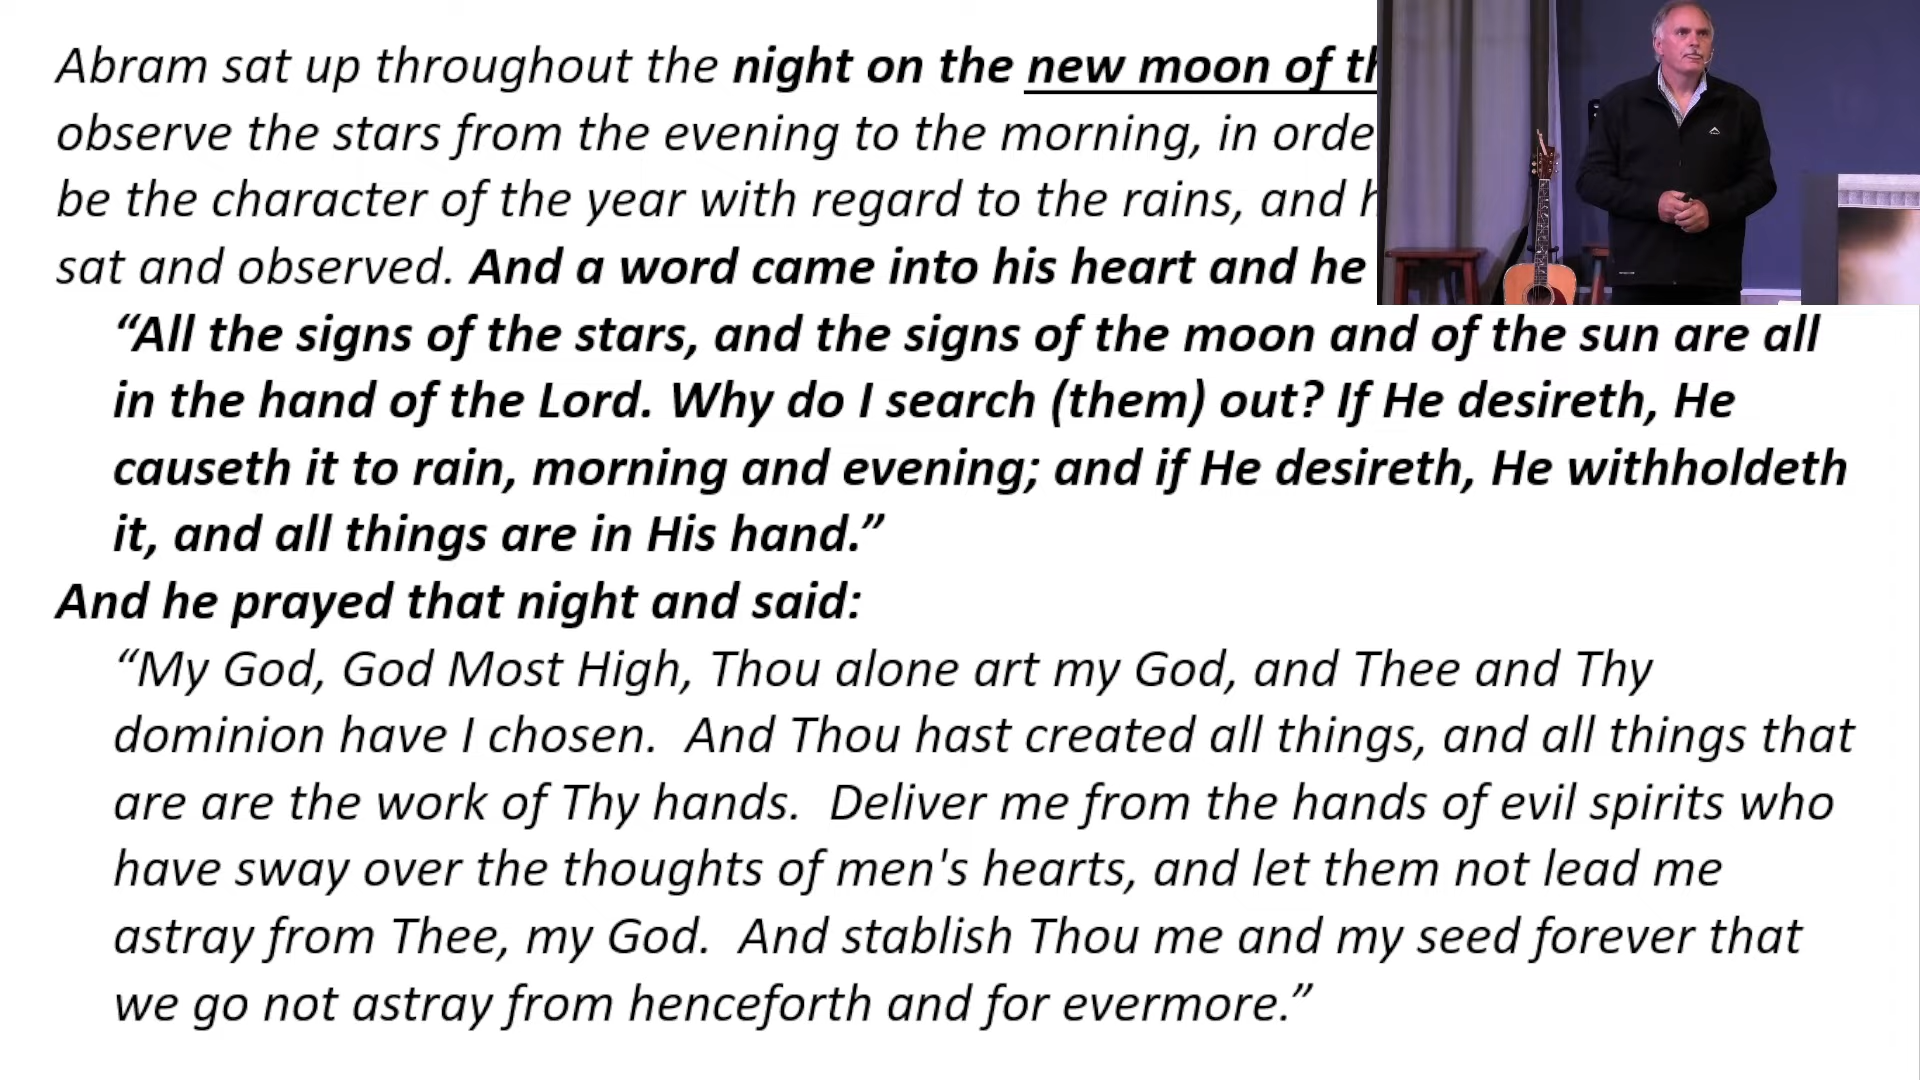 Abram sat up throughout the night on the new moon of
observe the stars from the evening to the morning, in
be the character of the year with regard to the rains, and
sat and observed. And a word came into his heart and he
“All the signs of the stars, and the signs of the moon and of the sun are all
in the hand of the Lord. Why do I search (them) out? If He desireth, He
causeth it to rain, morning and evening; and if He desireth, He withholdeth
it, and all things are in His hand.”
And he prayed that night and said:
“My God, God Most High, Thou alone art my God, and Thee and Thy
dominion have I chosen. And Thou hast created all things, and all things that
are are the work of Thy hands. Deliver me from the hands of evil spirits who
have sway over the thoughts of men's hearts, and let them not lead me
astray from Thee, my God. And stablish Thou me and my seed forever that
we go not astray from henceforth and for evermore.”